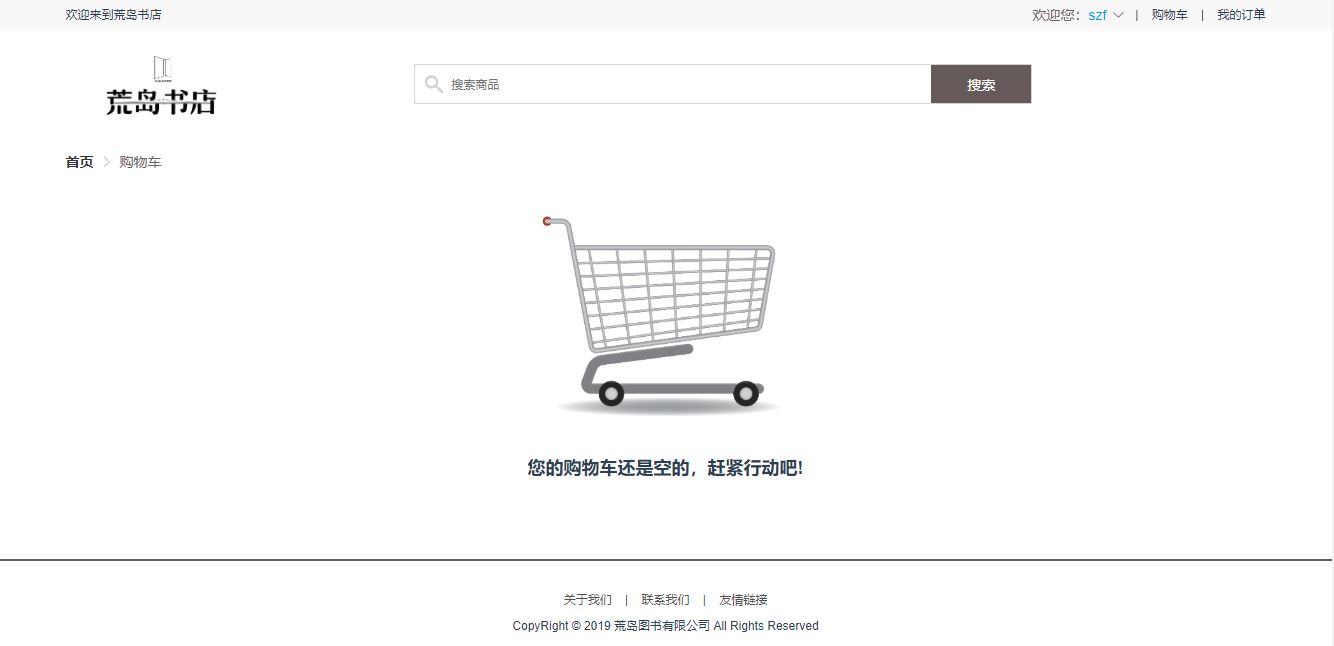 欢迎来到荒岛书店
欢迎您：szf | 购物车 | 我的订单
荒岛书店
搜索商品
搜索
首页 > 购物车
您的购物车还是空的，赶紧行动吧!
关于我们 | 联系我们 | 友情链接
CopyRight © 2019 荒岛图书有限公司 All Rights Reserved